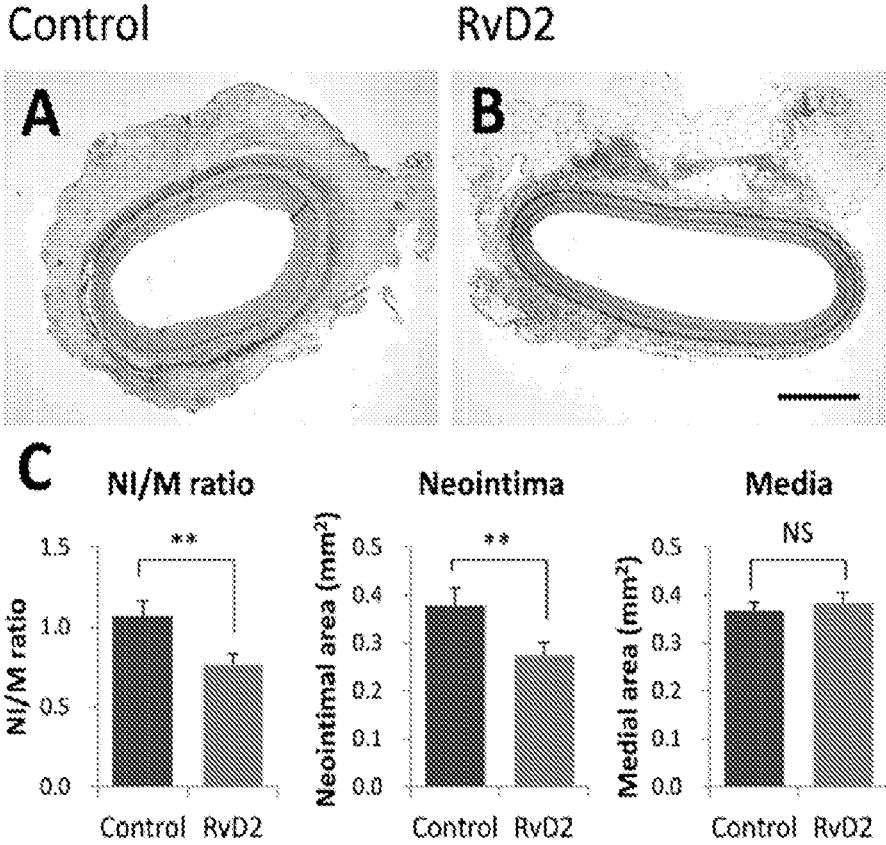 Control RvD2
A B
C
NI/M ratio Neointima Media
NI/M ratio
1.5
1.0
0.5
0.0
**
Control RvD2
Neointimal area (mm²)
0.5
0.4
0.3
0.2
0.1
0.0
**
Control RvD2
Medial area (mm²)
0.5
0.4
0.3
0.2
0.1
0.0
NS
Control RvD2